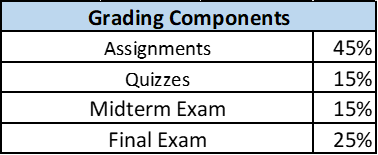 Grading Components
Assignments 45%
Quizzes 15%
Midterm Exam 15%
Final Exam 25%